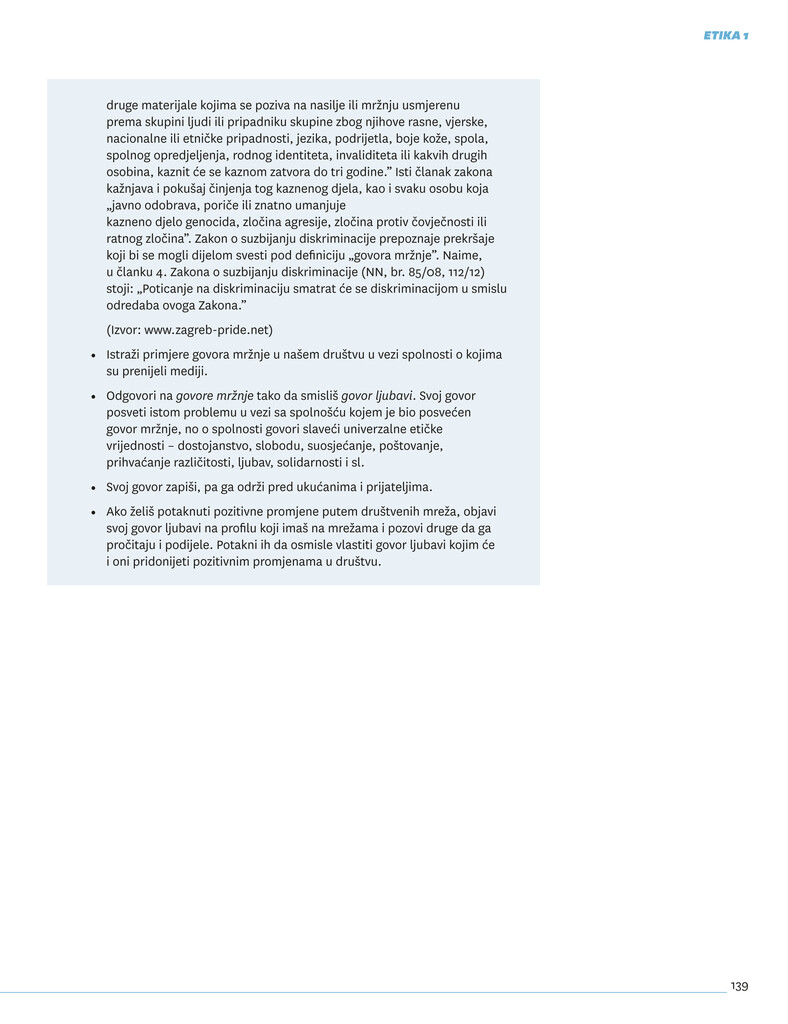 ETIKA 1
druge materijale kojima se poziva na nasilje ili mržnju usmjerenu
prema skupini ljudi ili pripadniku skupine zbog njihove rasne, vjerske,
nacionalne ili etničke pripadnosti, jezika, podrijetla, boje kože, spola,
spolnog opredjeljenja, rodnog identiteta, invaliditeta ili kakvih drugih
osobina, kaznit će se kaznom zatvora do tri godine.” Isti članak zakona
kažnjava i pokušaj činjenja tog kaznenog djela, kao i svaku osobu koja
„javno odobrava, poriče ili znatno umanjuje
kazneno djelo genocida, zločina agresije, zločina protiv čovječnosti ili
ratnog zločina”. Zakon o suzbijanju diskriminacije prepoznaje prekršaje
koji bi se mogli dijelom svesti pod definiciju „govora mržnje”. Naime,
u članku 4. Zakona o suzbijanju diskriminacije (NN, br. 85/08, 112/12)
stoji: „Poticanje na diskriminaciju smatrat će se diskriminacijom u smislu
odredaba ovoga Zakona.”
(Izvor: www.zagreb-pride.net)
• Istraži primjere govora mržnje u našem društvu u vezi spolnosti o kojima
su prenijeli mediji.
• Odgovori na govore mržnje tako da smisliš govor ljubavi. Svoj govor
posveti istom problemu u vezi sa spolnošću kojem je bio posvećen
govor mržnje, no o spolnosti govori slaveći univerzalne etičke
vrijednosti – dostojanstvo, slobodu, suosjećanje, poštovanje,
prihvaćanje različitosti, ljubav, solidarnosti i sl.
• Svoj govor zapiši, pa ga održi pred ukućanima i prijateljima.
• Ako želiš potaknuti pozitivne promjene putem društvenih mreža, objavi
svoj govor ljubavi na profilu koji imaš na mrežama i pozovi druge da ga
pročitaju i podijele. Potakni ih da osmisle vlastiti govor ljubavi kojim će
i oni pridonijeti pozitivnim promjenama u društvu.
139